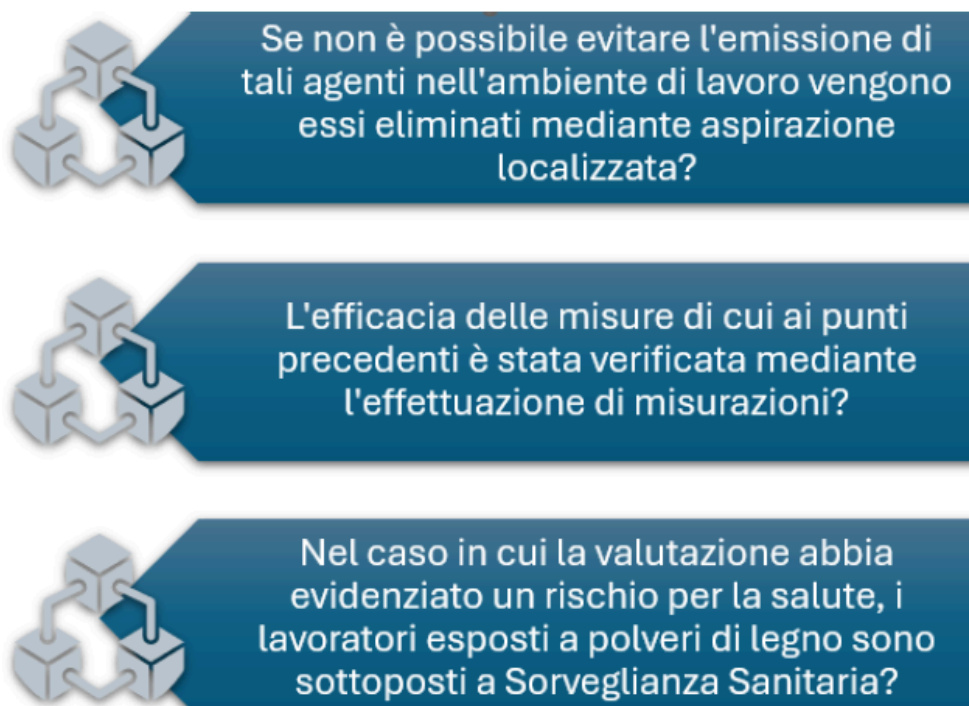 Se non è possibile evitare l'emissione di
tali agenti nell'ambiente di lavoro vengono
essi eliminati mediante aspirazione
localizzata?
L'efficacia delle misure di cui ai punti
precedenti è stata verificata mediante
l'effettuazione di misurazioni?
Nel caso in cui la valutazione abbia
evidenziato un rischio per la salute, i
lavoratori esposti a polveri di legno sono
sottoposti a Sorveglianza Sanitaria?